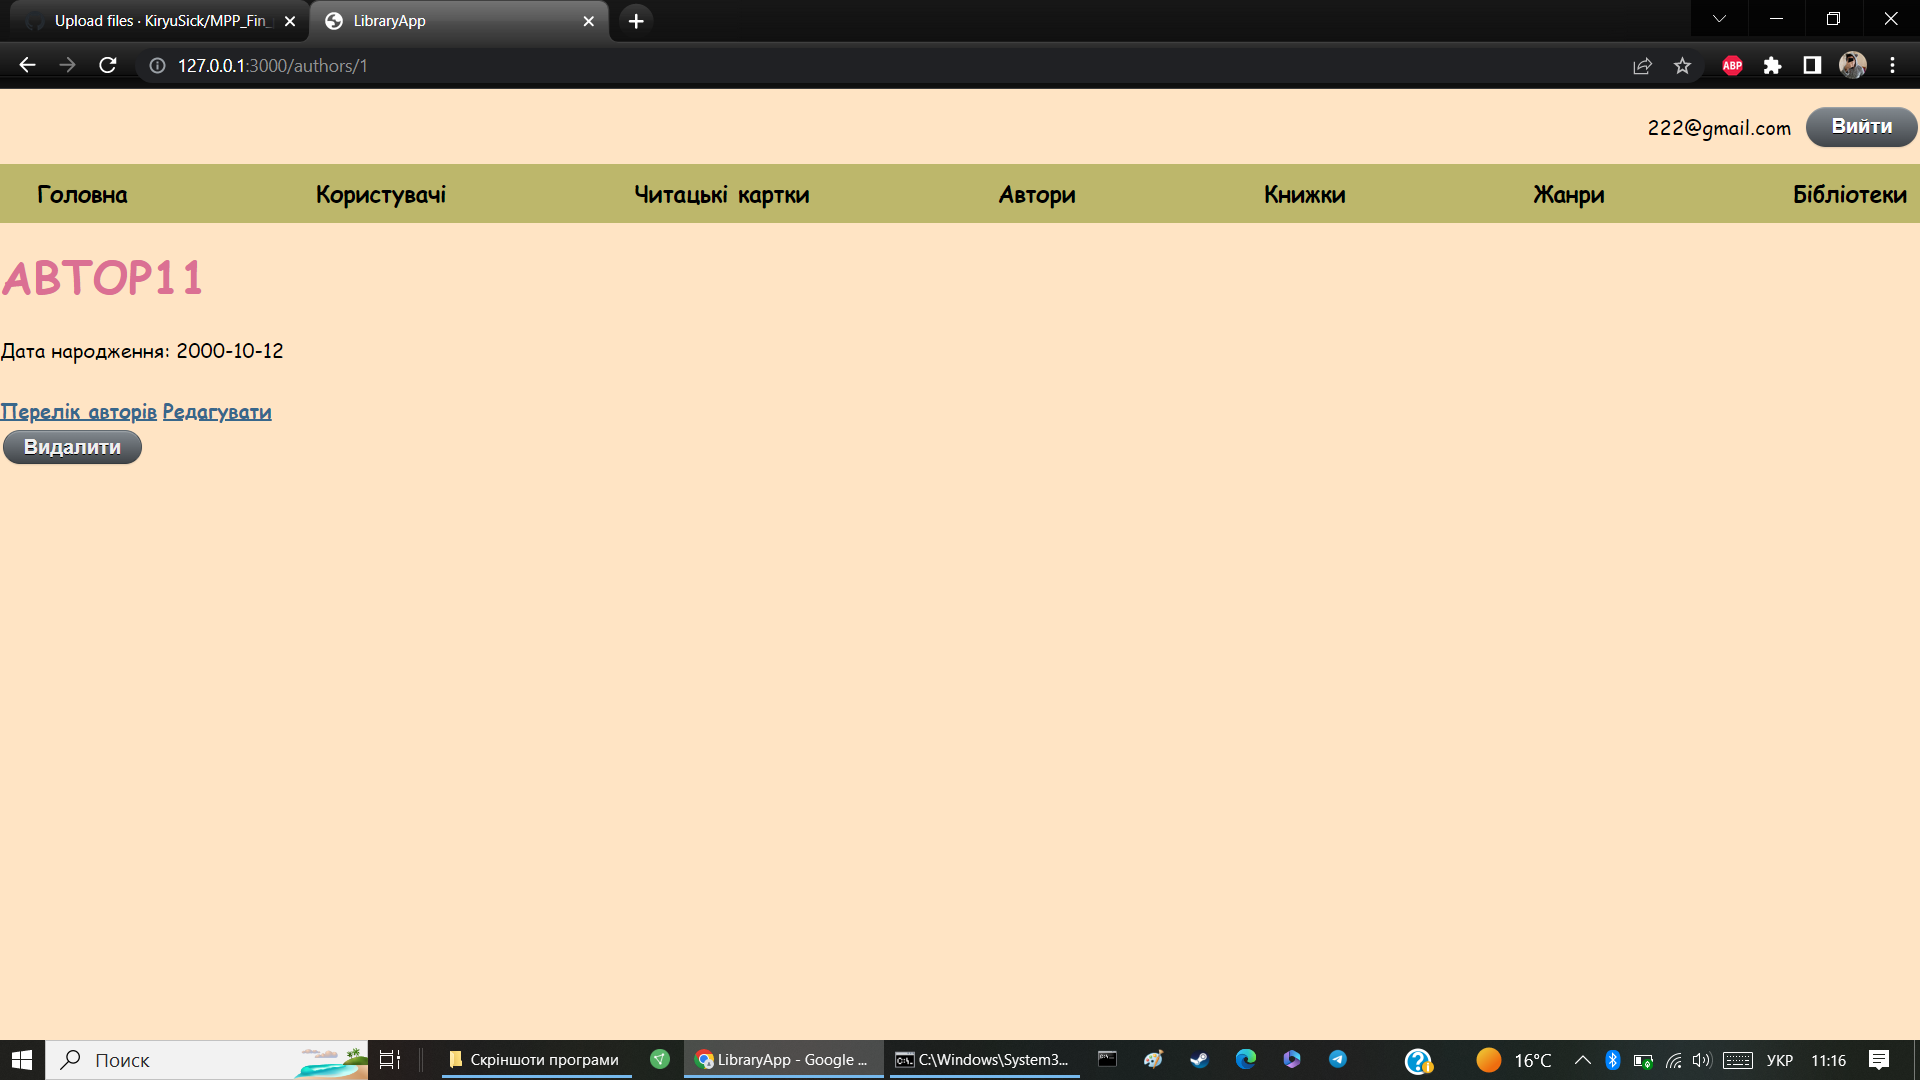 Upload files · KiryuSick/MPP_Fin_
LibraryApp
127.0.0.1:3000/authors/1
ABP
222@gmail.com
Вийти
Головна
Користувачі
Читацькі картки
Автори
Книжки
Жанри
Бібліотеки
АВТОР11
Дата народження: 2000-10-12
Перелік авторів Редагувати
Видалити
Поиск
Скріншоти програми
LibraryApp - Google ...
C:\Windows\System3...
16°C
УКР
11:16